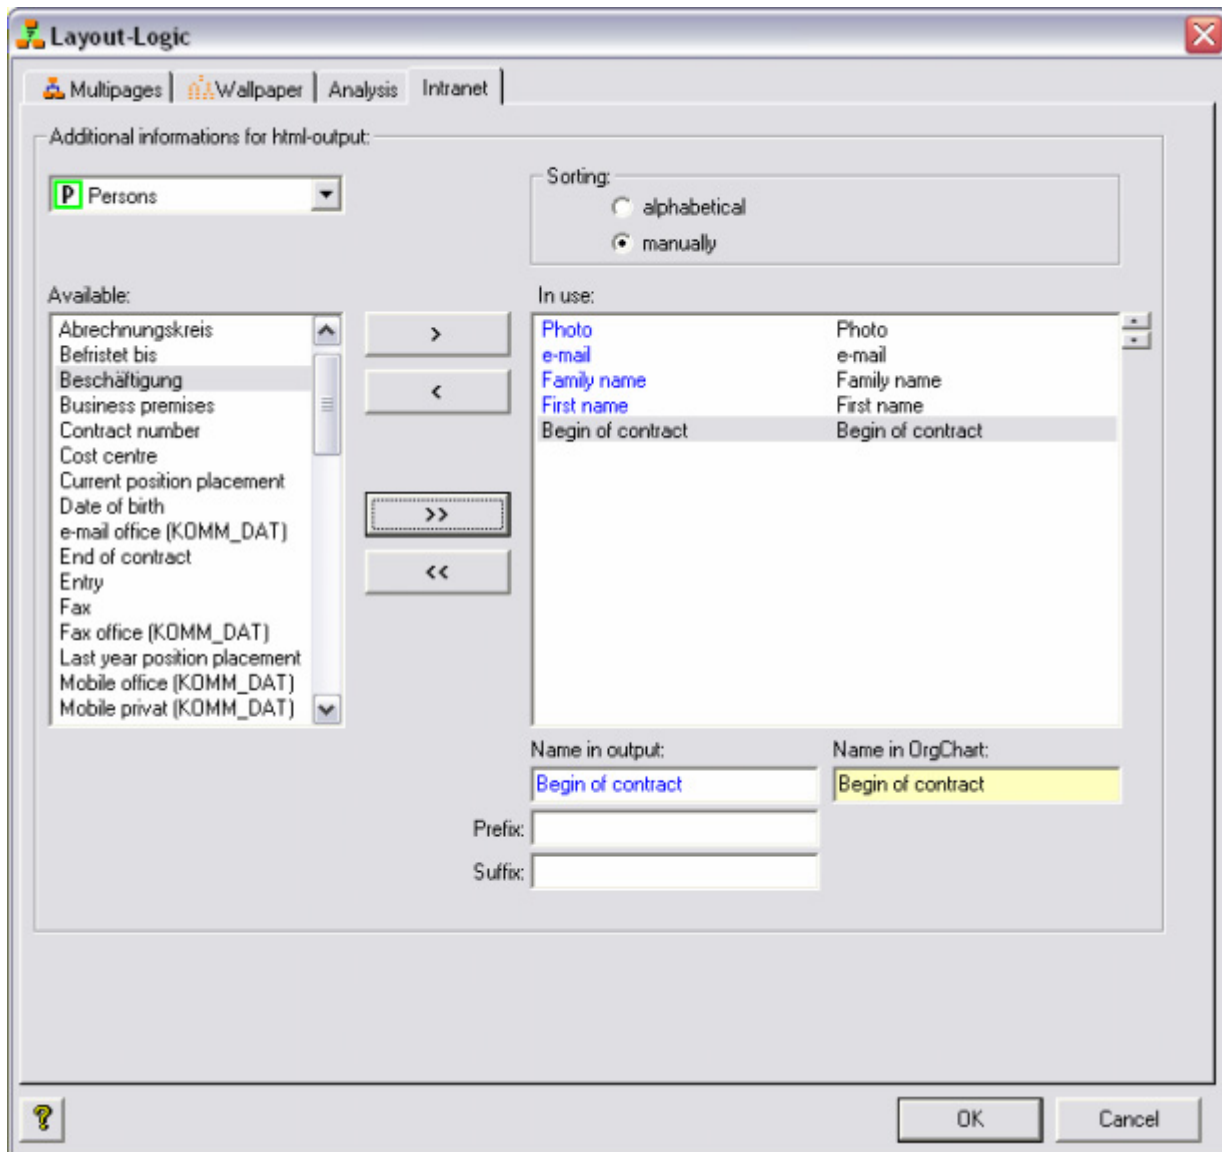 Layout-Logic
Multipages Wallpaper Analysis Intranet
Additional informations for html-output:
P Persons
Sorting:
alphabetical
manually
Available:
Abrechnungskreis
Befristet bis
Beschäftigung
Business premises
Contract number
Cost centre
Current position placement
Date of birth
e-mail office (KOMM_DAT)
End of contract
Entry
Fax
Fax office (KOMM_DAT)
Last year position placement
Mobile office (KOMM_DAT)
Mobile privat (KOMM_DAT)
>
<
>>
<<
In use:
Photo Photo
e-mail e-mail
Family name Family name
First name First name
Begin of contract Begin of contract
Name in output: Name in OrgChart:
Begin of contract Begin of contract
Prefix:
Suffix:
?
OK Cancel